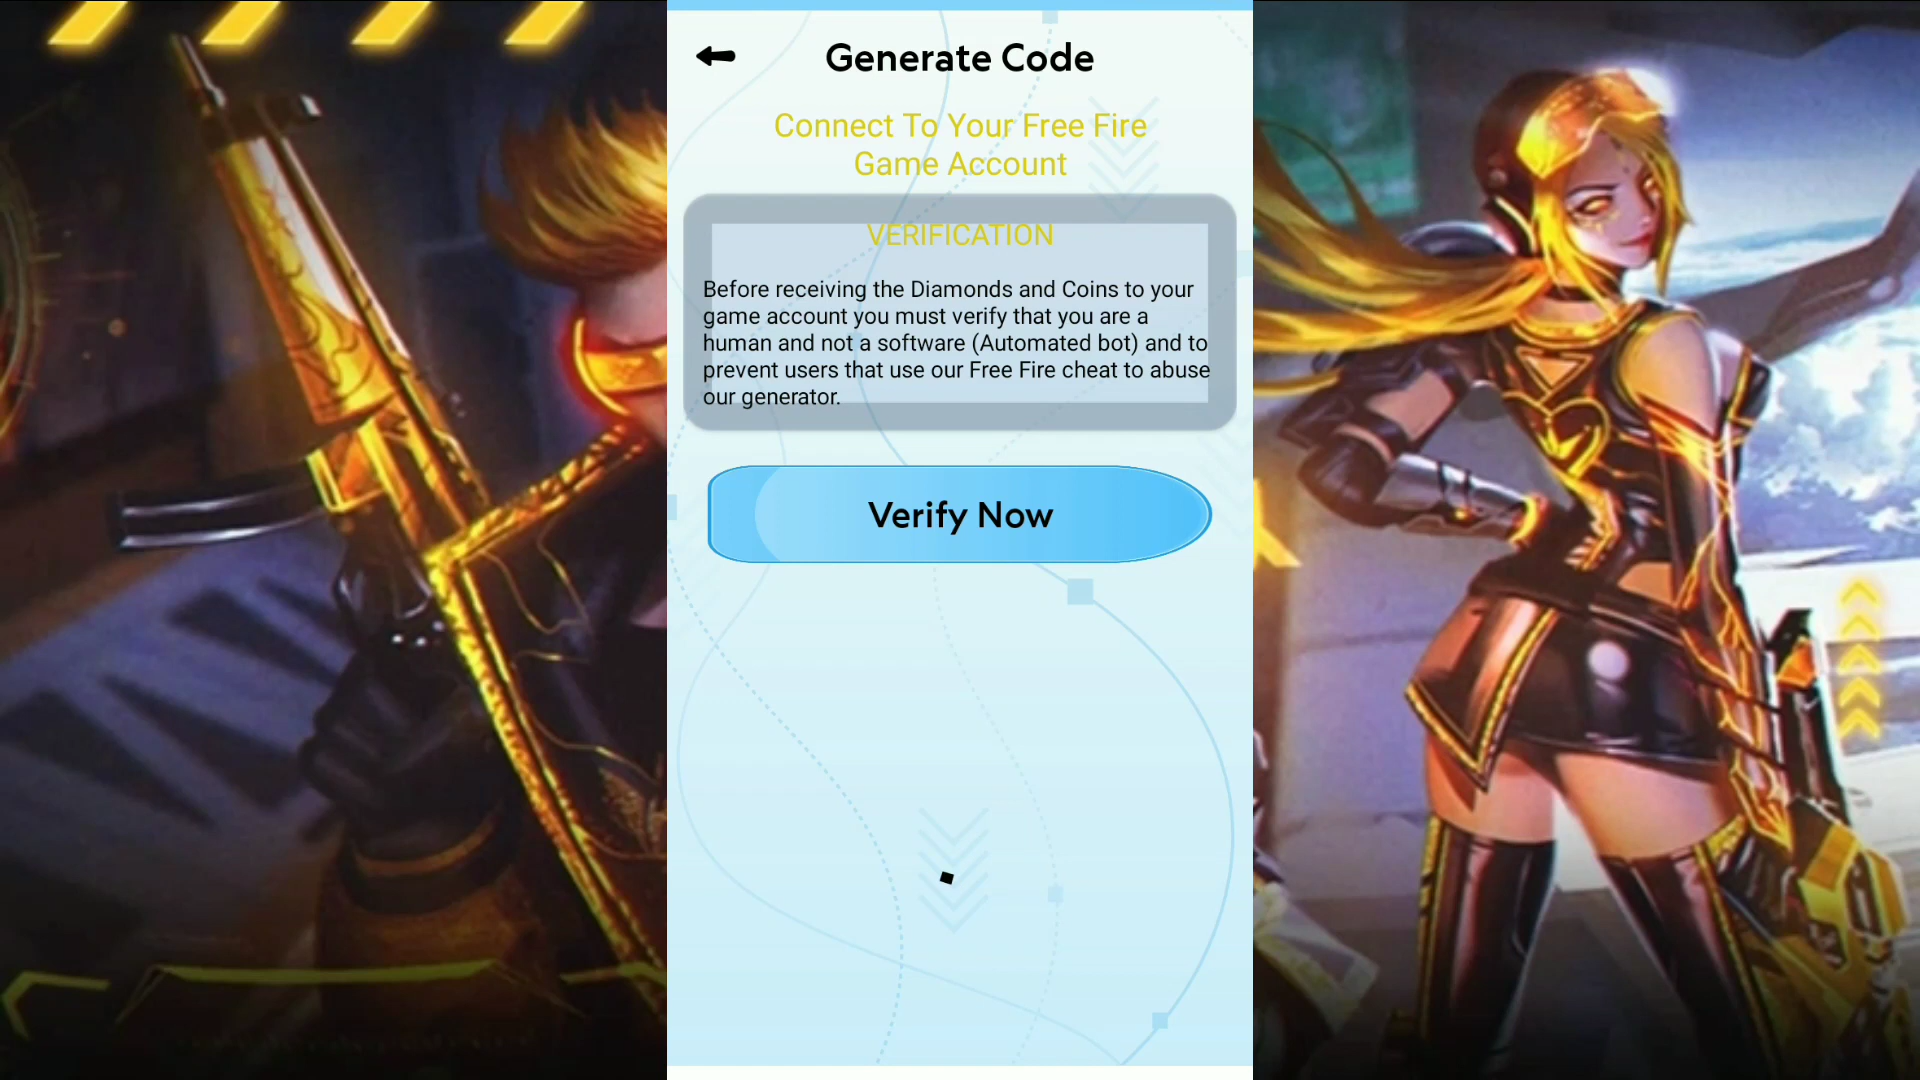 Generate Code
Connect To Your Free Fire
Game Account
VERIFICATION
Before receiving the Diamonds and Coins to your
game account you must verify that you are a
human and not a software (Automated bot) and to
prevent users that use our Free Fire cheat to abuse
our generator.
Verify Now